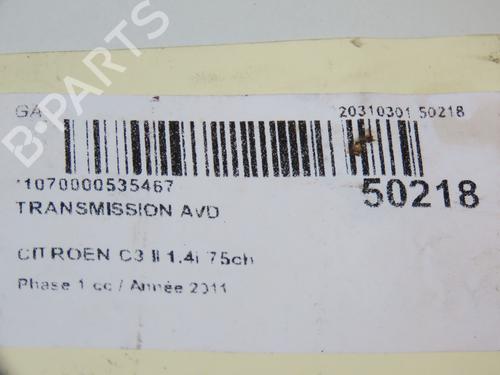 B-PARTS
GA
20310301 50218
*1070000535467
50218
TRANSMISSION AVD
CITROEN C3 II 1.4i 75ch
Phase 1 cc / Année 2011